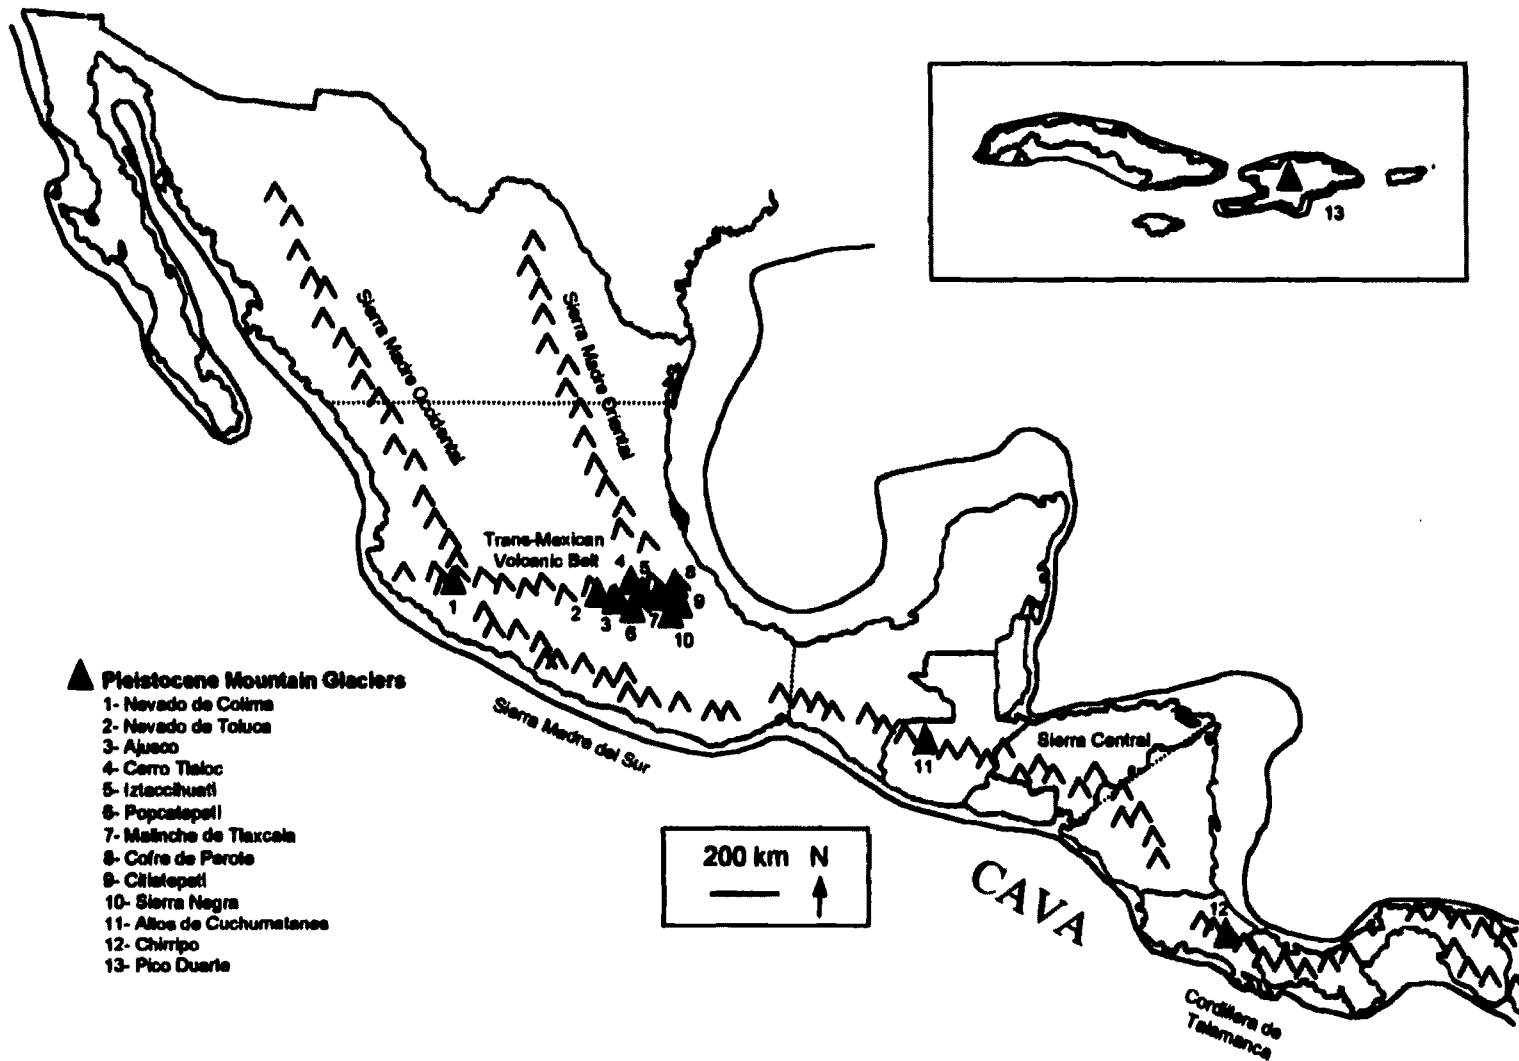 13
Sierra Madre Occidental
Sierra Madre Oriental
Trans-Mexican
Volcanic Belt
4
5
8
1
2
3
6
7
9
10
Pleistocene Mountain Glaciers
1- Nevado de Colima
2- Nevado de Toluca
3- Ajusco
4- Cerro Tlaloc
5- Iztaccihuatl
6- Popcatepetl
7- Malinche de Tlaxcala
8- Cofre de Perote
9- Citlatepetl
10- Sierra Negra
11- Altos de Cuchumatanes
12- Chirripo
13- Pico Duarte
Sierra Madre del Sur
Sierra Central
11
200 km N
CAVA
12
Cordillera de
Talamanca